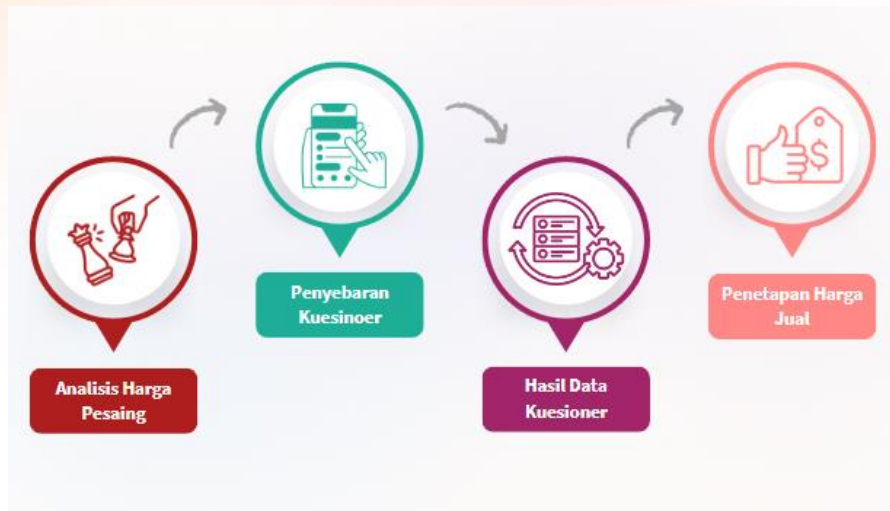 Analisis Harga
Pesaing
Penyebaran
Kuesinoer
Hasil Data
Kuesioner
Penetapan Harga
Jual
$